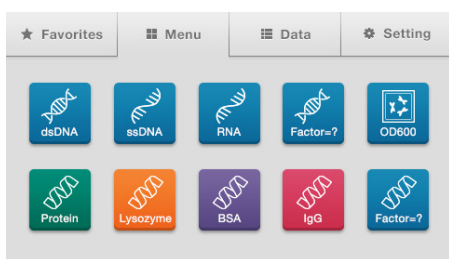 Favorites Menu Data Setting
dsDNA ssDNA RNA Factor=? OD600
Protein Lysozyme BSA IgG Factor=?